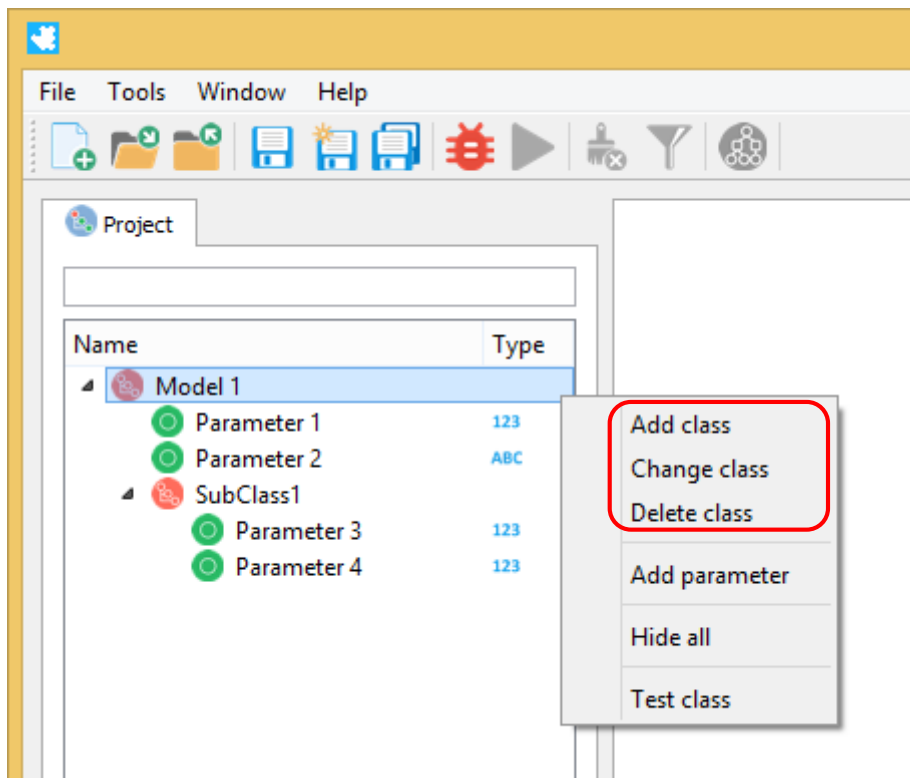 File Tools Window Help
Project
Name Type
Model 1
Parameter 1 123
Parameter 2 ABC
SubClass1
Parameter 3 123
Parameter 4 123
Add class
Change class
Delete class
Add parameter
Hide all
Test class